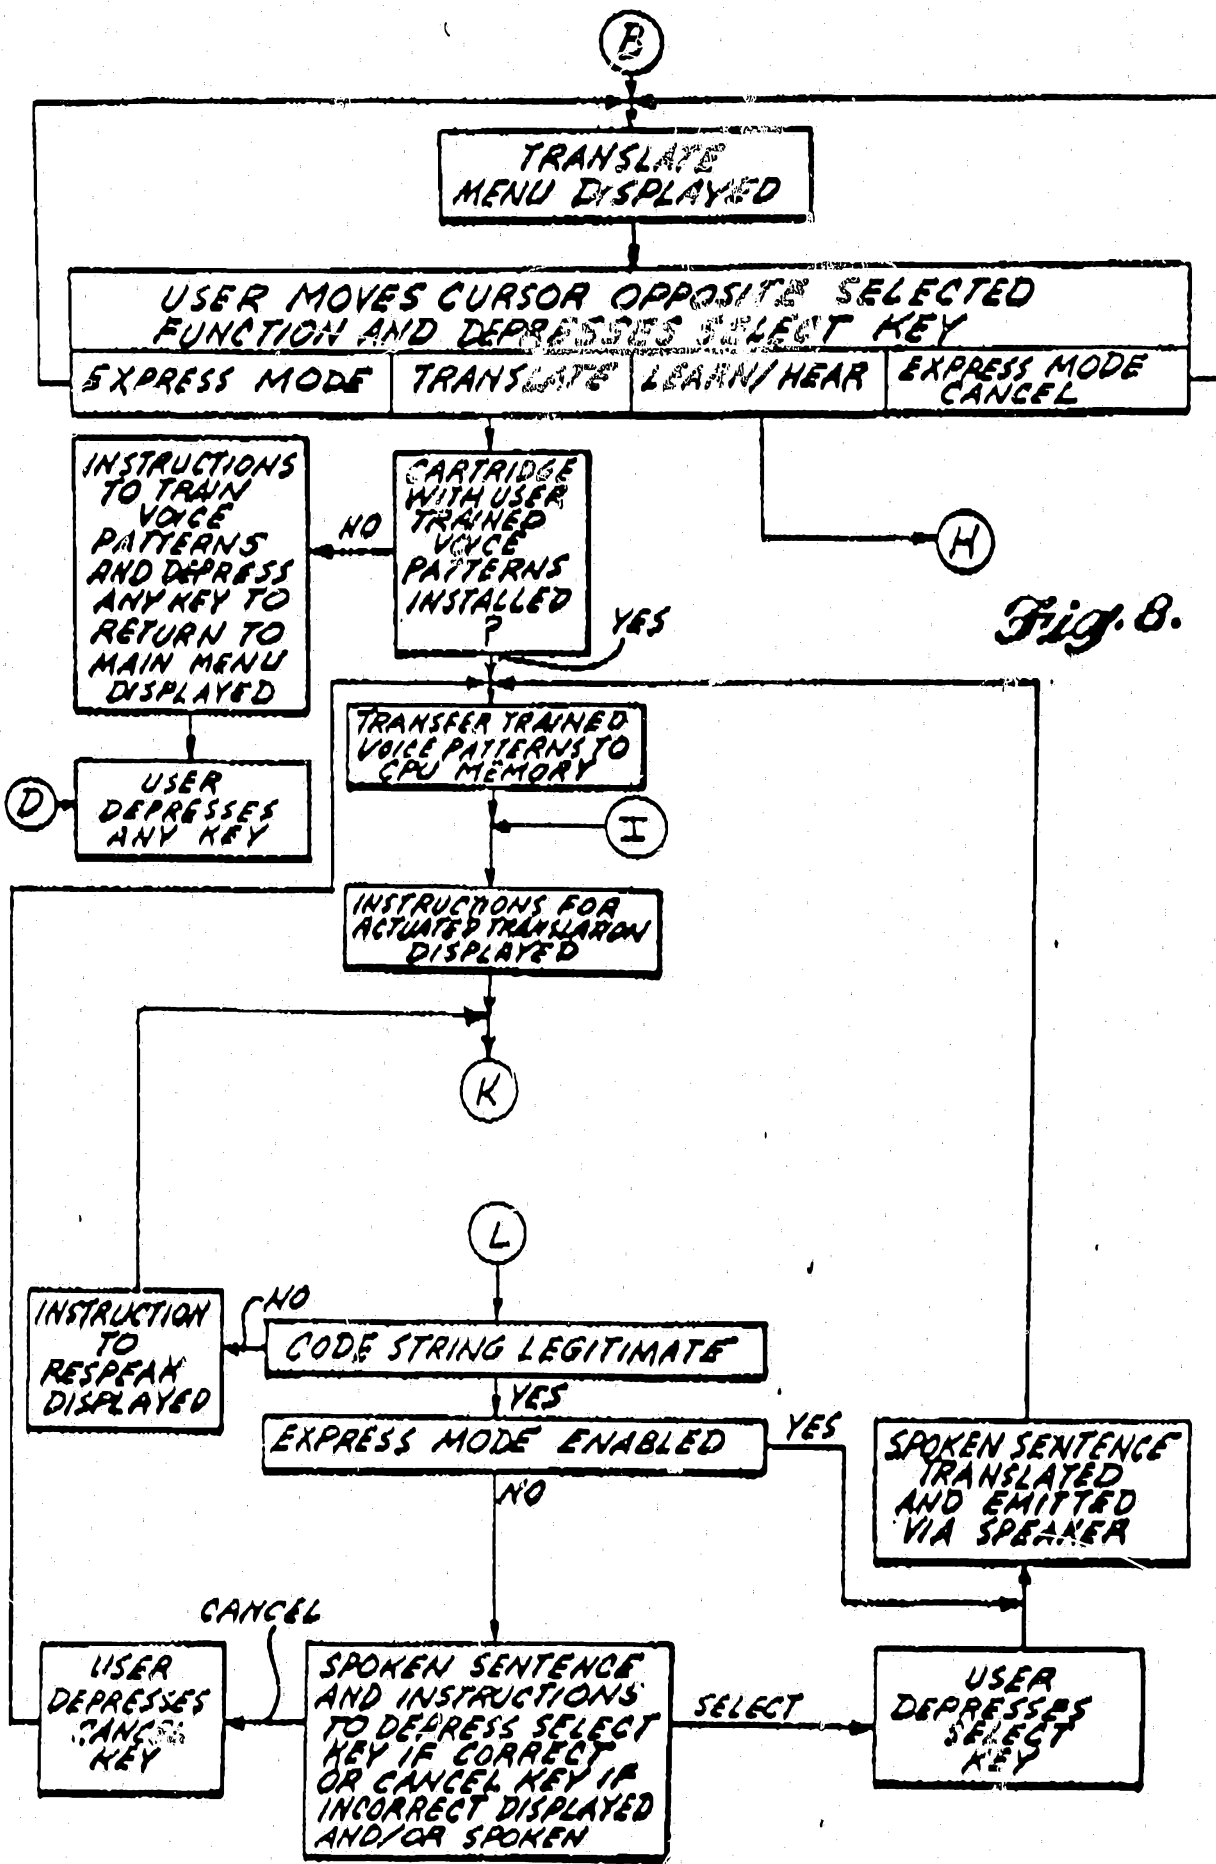 B
TRANSLATE
MENU DISPLAYED
USER MOVES CURSOR OPPOSITE SELECTED
FUNCTION AND DEPRESSES SELECT KEY
EXPRESS MODE
TRANSLATE
LEARN/HEAR
EXPRESS MODE
CANCEL
INSTRUCTIONS
TO TRAIN
VOICE
PATTERNS
AND DEPRESS
ANY KEY TO
RETURN TO
MAIN MENU
DISPLAYED
NO
CARTRIDGE
WITH USER
TRAINED
VOICE
PATTERNS
INSTALLED
?
YES
H
Fig. 8.
TRANSFER TRAINED
VOICE PATTERNS TO
CPU MEMORY
D
USER
DEPRESSES
ANY KEY
I
INSTRUCTIONS FOR
ACTUATED TRANSLATION
DISPLAYED
K
L
INSTRUCTION
TO
RESPEAK
DISPLAYED
NO
CODE STRING LEGITIMATE
YES
EXPRESS MODE ENABLED
YES
NO
SPOKEN SENTENCE
TRANSLATED
AND EMITTED
VIA SPEAKER
CANCEL
USER
DEPRESSES
CANCEL
KEY
SPOKEN SENTENCE
AND INSTRUCTIONS
TO DEPRESS SELECT
KEY IF CORRECT
OR CANCEL KEY IF
INCORRECT DISPLAYED
AND/OR SPOKEN
SELECT
USER
DEPRESSES
SELECT
KEY